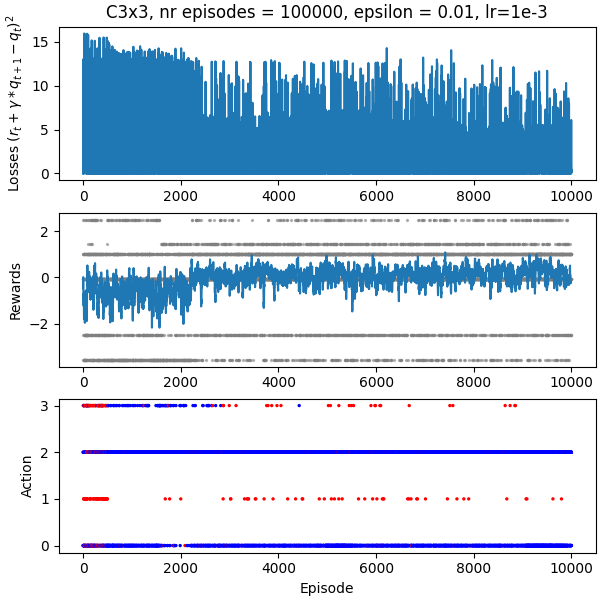 C3x3, nr episodes = 100000, epsilon = 0.01, lr=1e-3
Losses (r_t + γ * q_{t+1} − q_t)^2
15
10
5
0
0 2000 4000 6000 8000 10000
Rewards
2
0
−2
0 2000 4000 6000 8000 10000
Action
3
2
1
0
0 2000 4000 6000 8000 10000
Episode